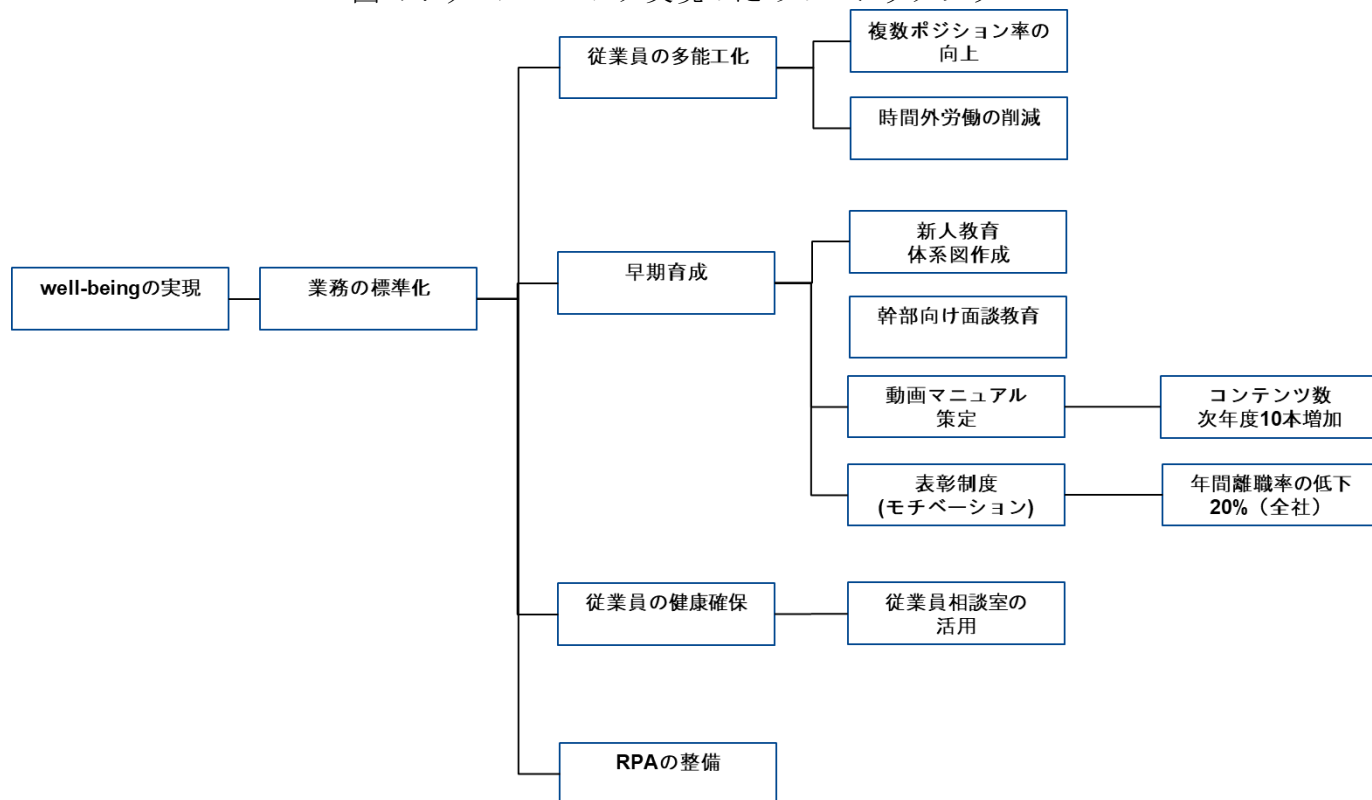 従業員の多能工化
複数ポジション率の
向上
時間外労働の削減
well-beingの実現
業務の標準化
早期育成
新人教育
体系図作成
幹部向け面談教育
動画マニュアル
策定
コンテンツ数
次年度10本増加
表彰制度
(モチベーション)
年間離職率の低下
20%（全社）
従業員の健康確保
従業員相談室の
活用
RPAの整備